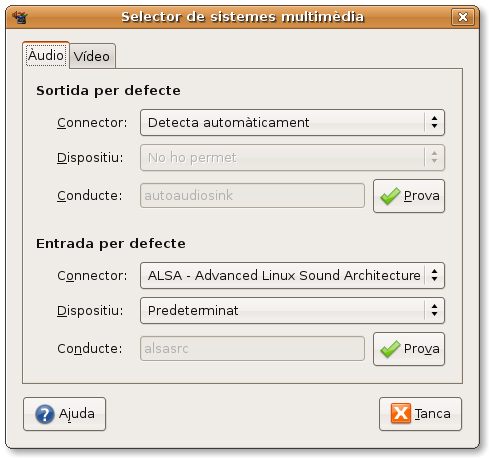 Selector de sistemes multimèdia
Àudio Vídeo
Sortida per defecte
Connector: Detecta automàticament
Dispositiu: No ho permet
Conducte: autoaudiosink Prova
Entrada per defecte
Connector: ALSA - Advanced Linux Sound Architecture
Dispositiu: Predeterminat
Conducte: alsasrc Prova
Ajuda Tanca